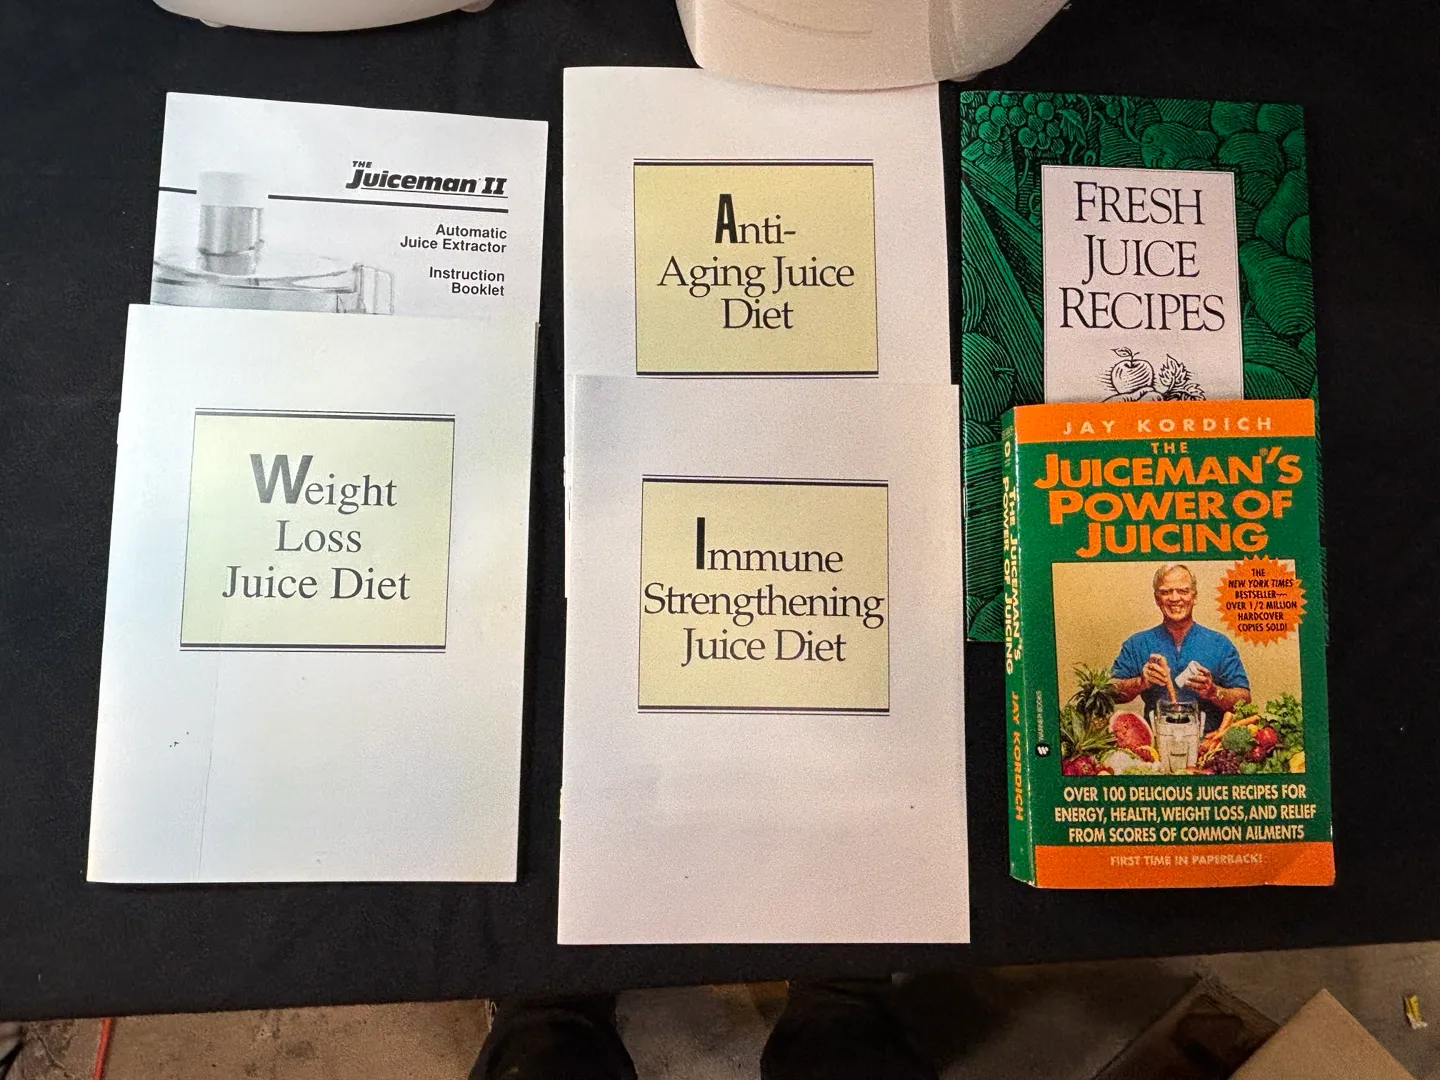 THE
Juiceman® II
Automatic
Juice Extractor
Instruction
Booklet
Weight
Loss
Juice Diet
Anti-
Aging Juice
Diet
Immune
Strengthening
Juice Diet
FRESH
JUICE
RECIPES
JAY KORDICH
THE
JUICEMAN'S
POWER OF
JUICING
THE
NEW YORK TIMES
BESTSELLER—
OVER 1/2 MILLION
HARDCOVER
COPIES SOLD!
OVER 100 DELICIOUS JUICE RECIPES FOR
ENERGY, HEALTH, WEIGHT LOSS, AND RELIEF
FROM SCORES OF COMMON AILMENTS
FIRST TIME IN PAPERBACK!
THE JUICEMAN'S
POWER OF JUICING
JAY KORDICH
WARNER BOOKS